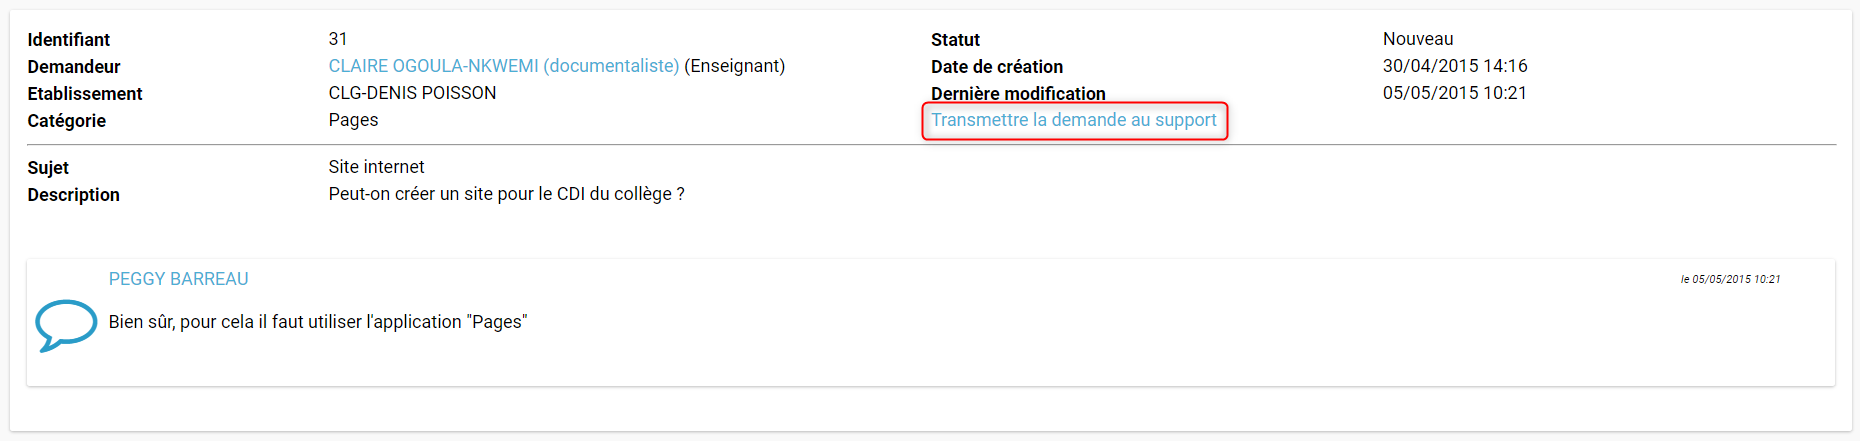 Identifiant 31 Statut Nouveau
Demandeur CLAIRE OGOULA-NKWEMI (documentaliste) (Enseignant) Date de création 30/04/2015 14:16
Etablissement CLG-DENIS POISSON Dernière modification 05/05/2015 10:21
Catégorie Pages Transmettre la demande au support
Sujet Site internet
Description Peut-on créer un site pour le CDI du collège ?
PEGGY BARREAU le 05/05/2015 10:21
Bien sûr, pour cela il faut utiliser l'application "Pages"